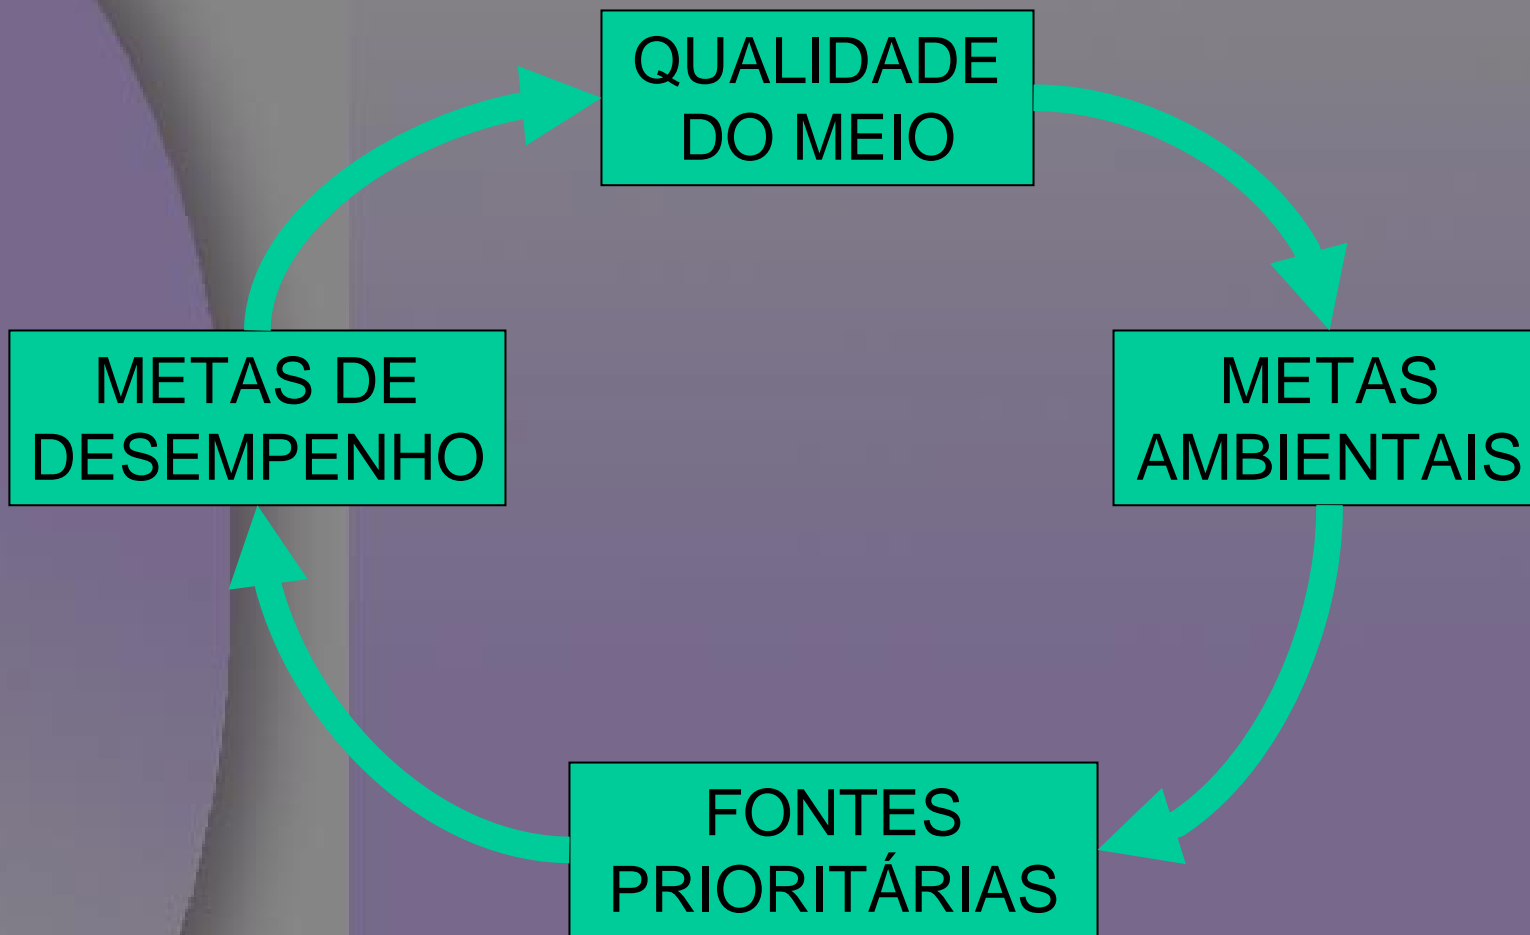 QUALIDADE
DO MEIO
METAS DE
DESEMPENHO
METAS
AMBIENTAIS
FONTES
PRIORITÁRIAS